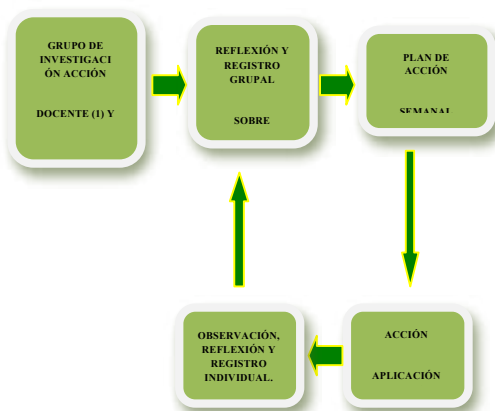 GRUPO DE
INVESTIGACI
ÓN ACCIÓN
DOCENTE (1) Y
REFLEXIÓN Y
REGISTRO
GRUPAL
SOBRE
PLAN DE
ACCIÓN
SEMANAL
ACCIÓN
APLICACIÓN
OBSERVACIÓN,
REFLEXIÓN Y
REGISTRO
INDIVIDUAL.